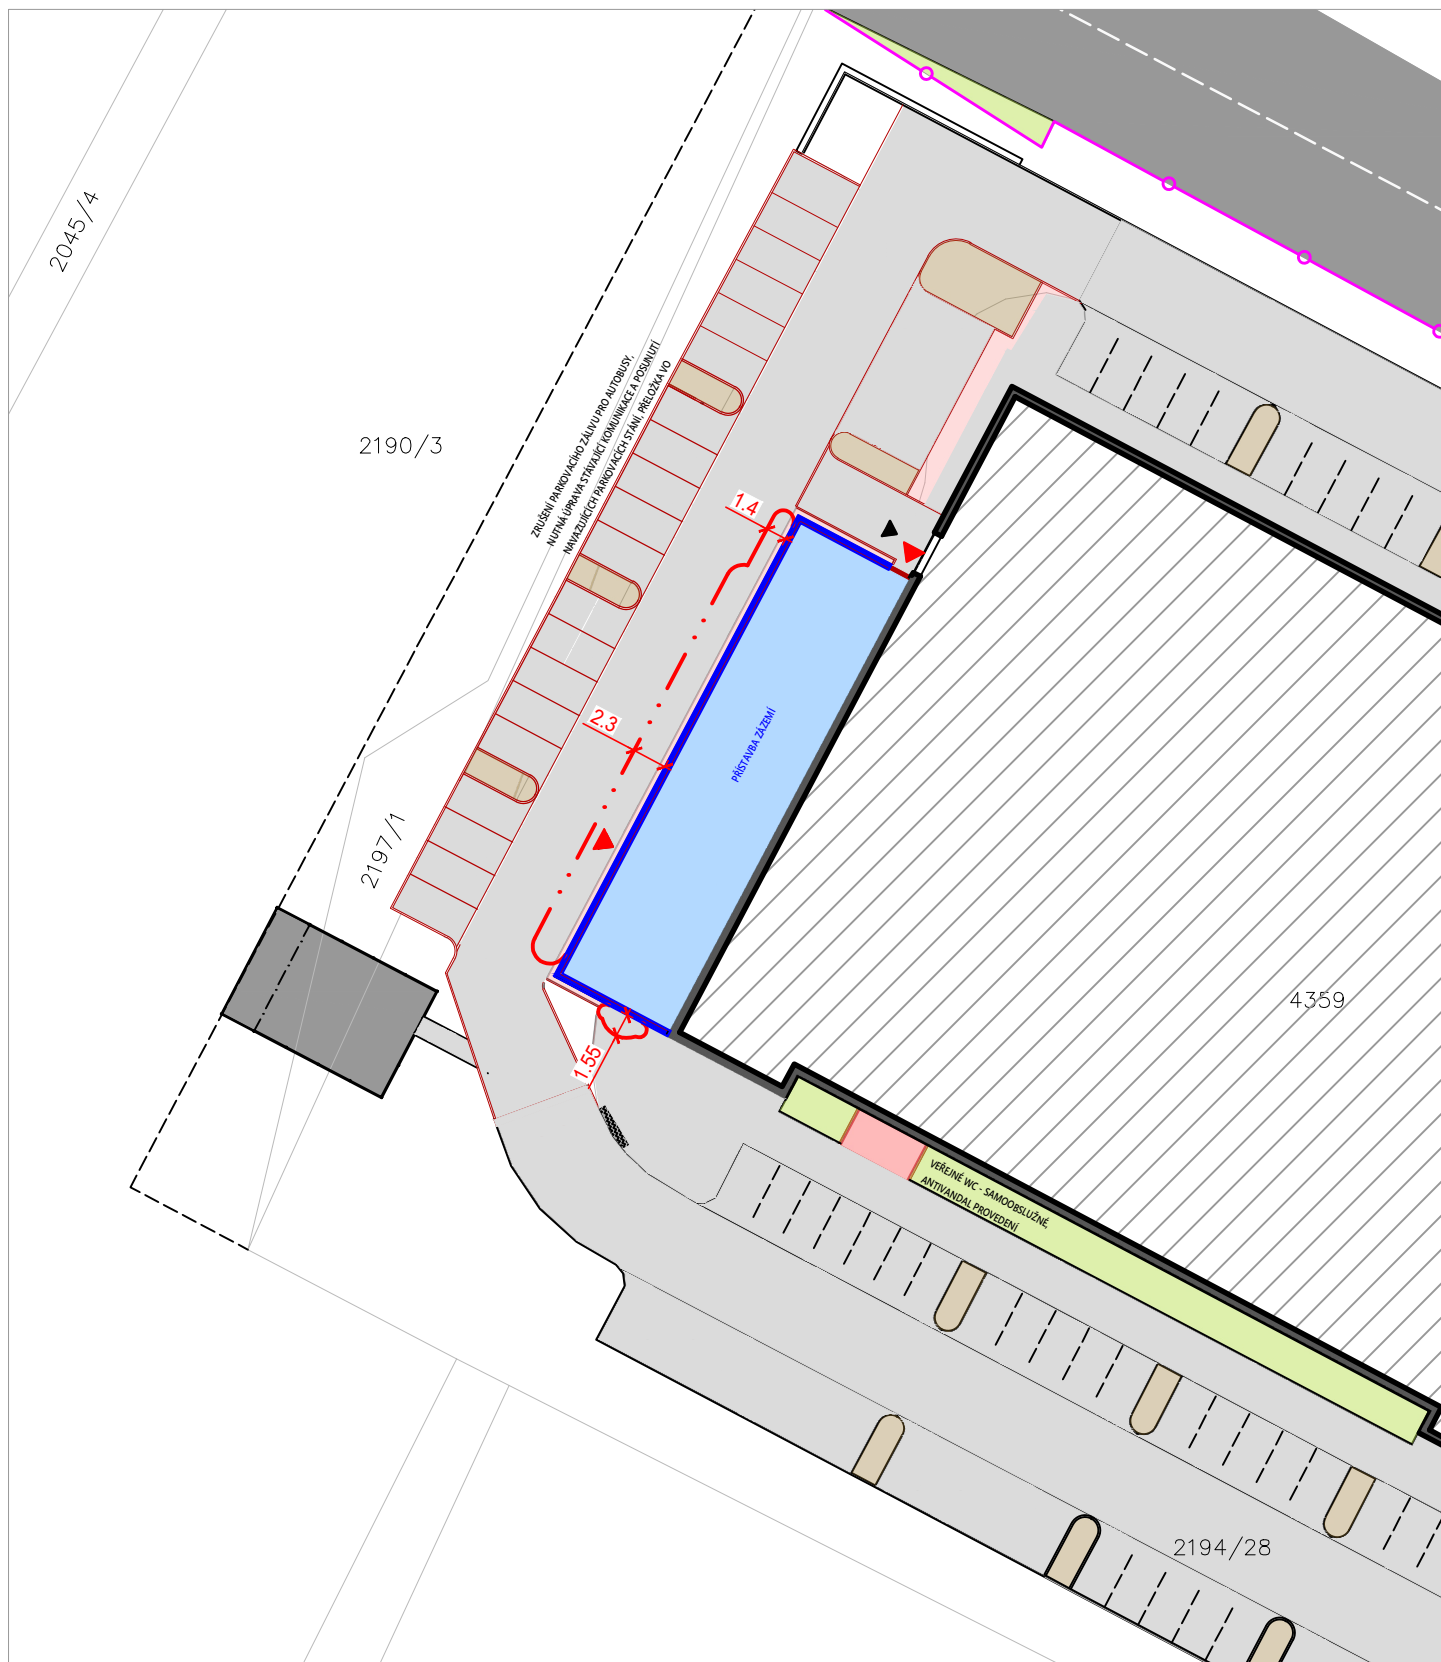 2045/4
2190/3
ZRUŠENÍ PARKOVACÍHO ZÁLIVU PRO AUTOBUSY,
NUTNÁ ÚPRAVA STÁVAJÍCÍ KOMUNIKACE A POSUNUTÍ
NAVAZUJÍCÍCH PARKOVACÍCH STÁNÍ, PŘELOŽKA VO
1.4
2.3
PŘÍSTAVBA ZÁZEMÍ
2197/1
4359
1.55
VEŘEJNÉ WC - SAMOOBSLUŽNÉ,
ANTIVANDAL PROVEDENÍ
2194/28